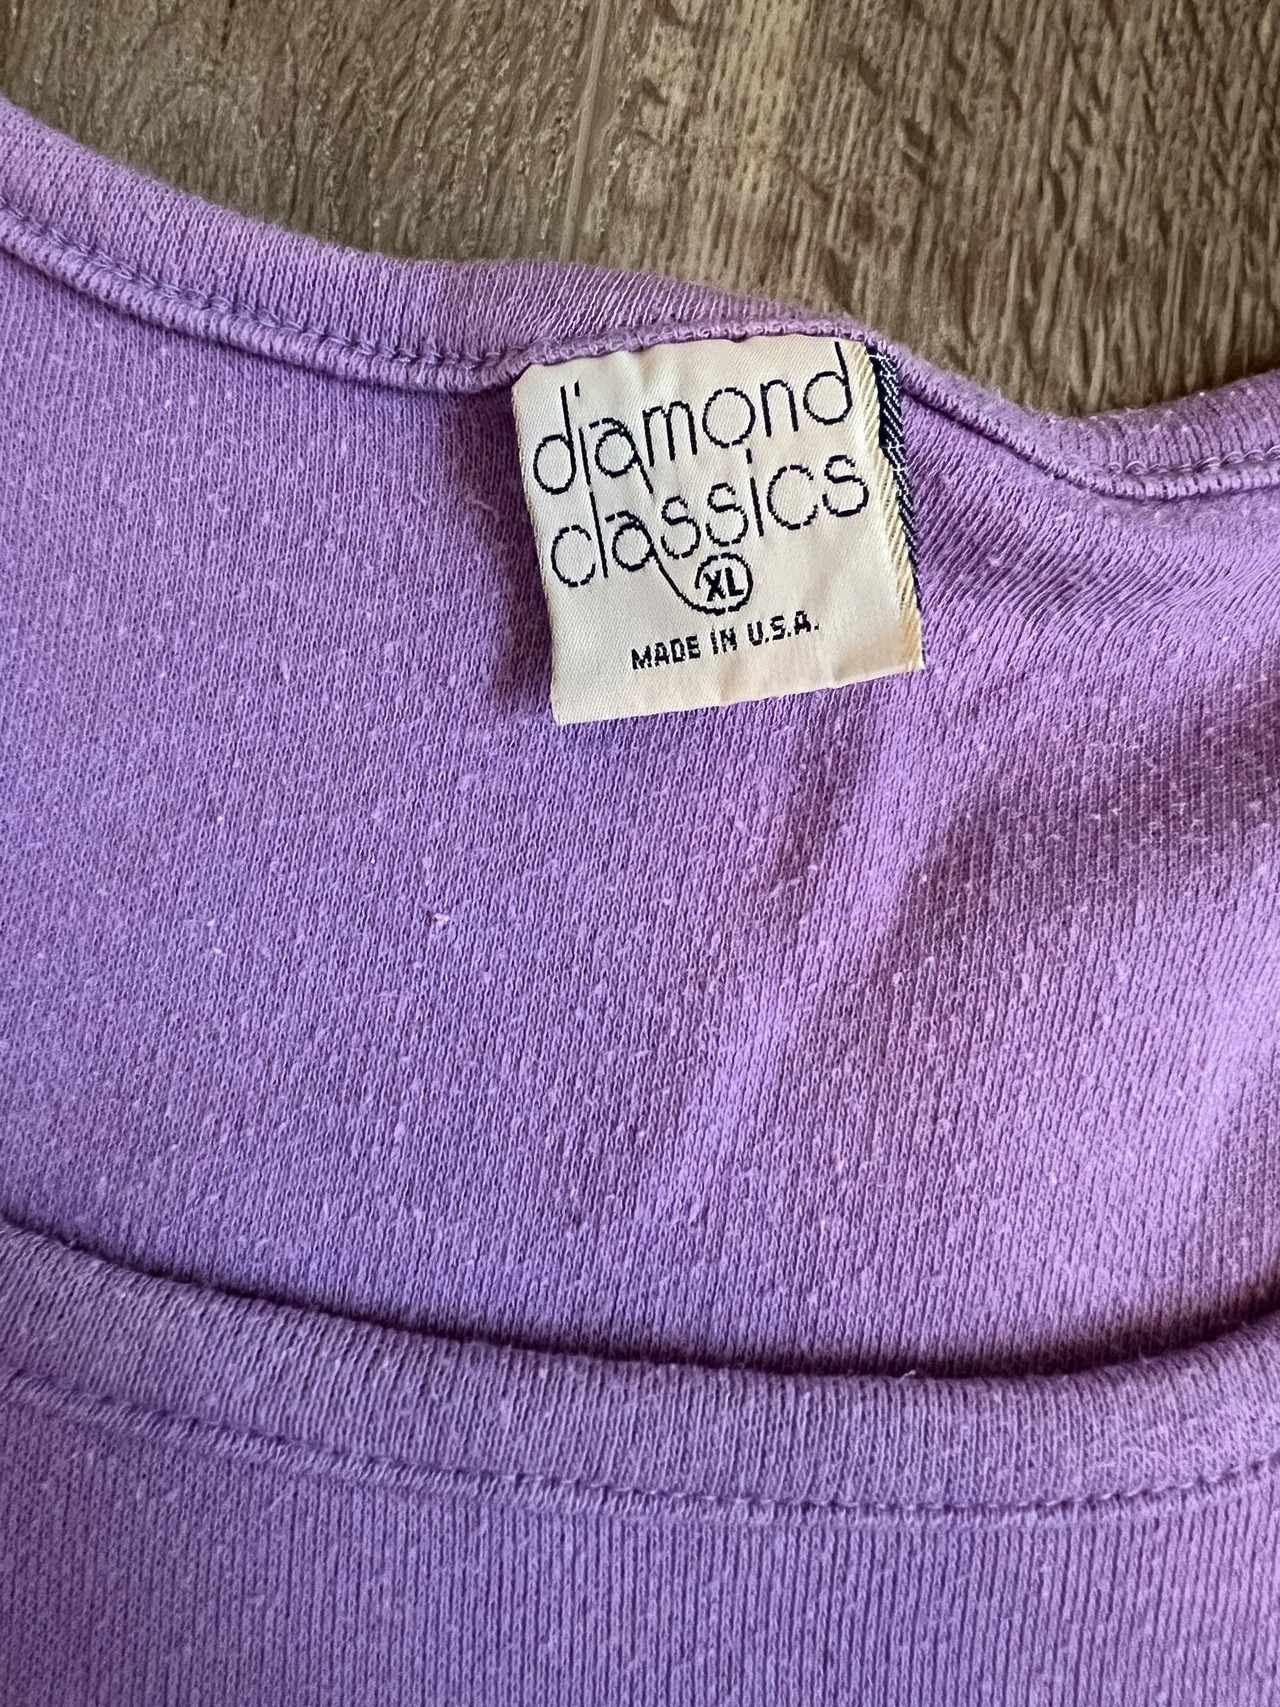 diamond
classics
XL
MADE IN U.S.A.